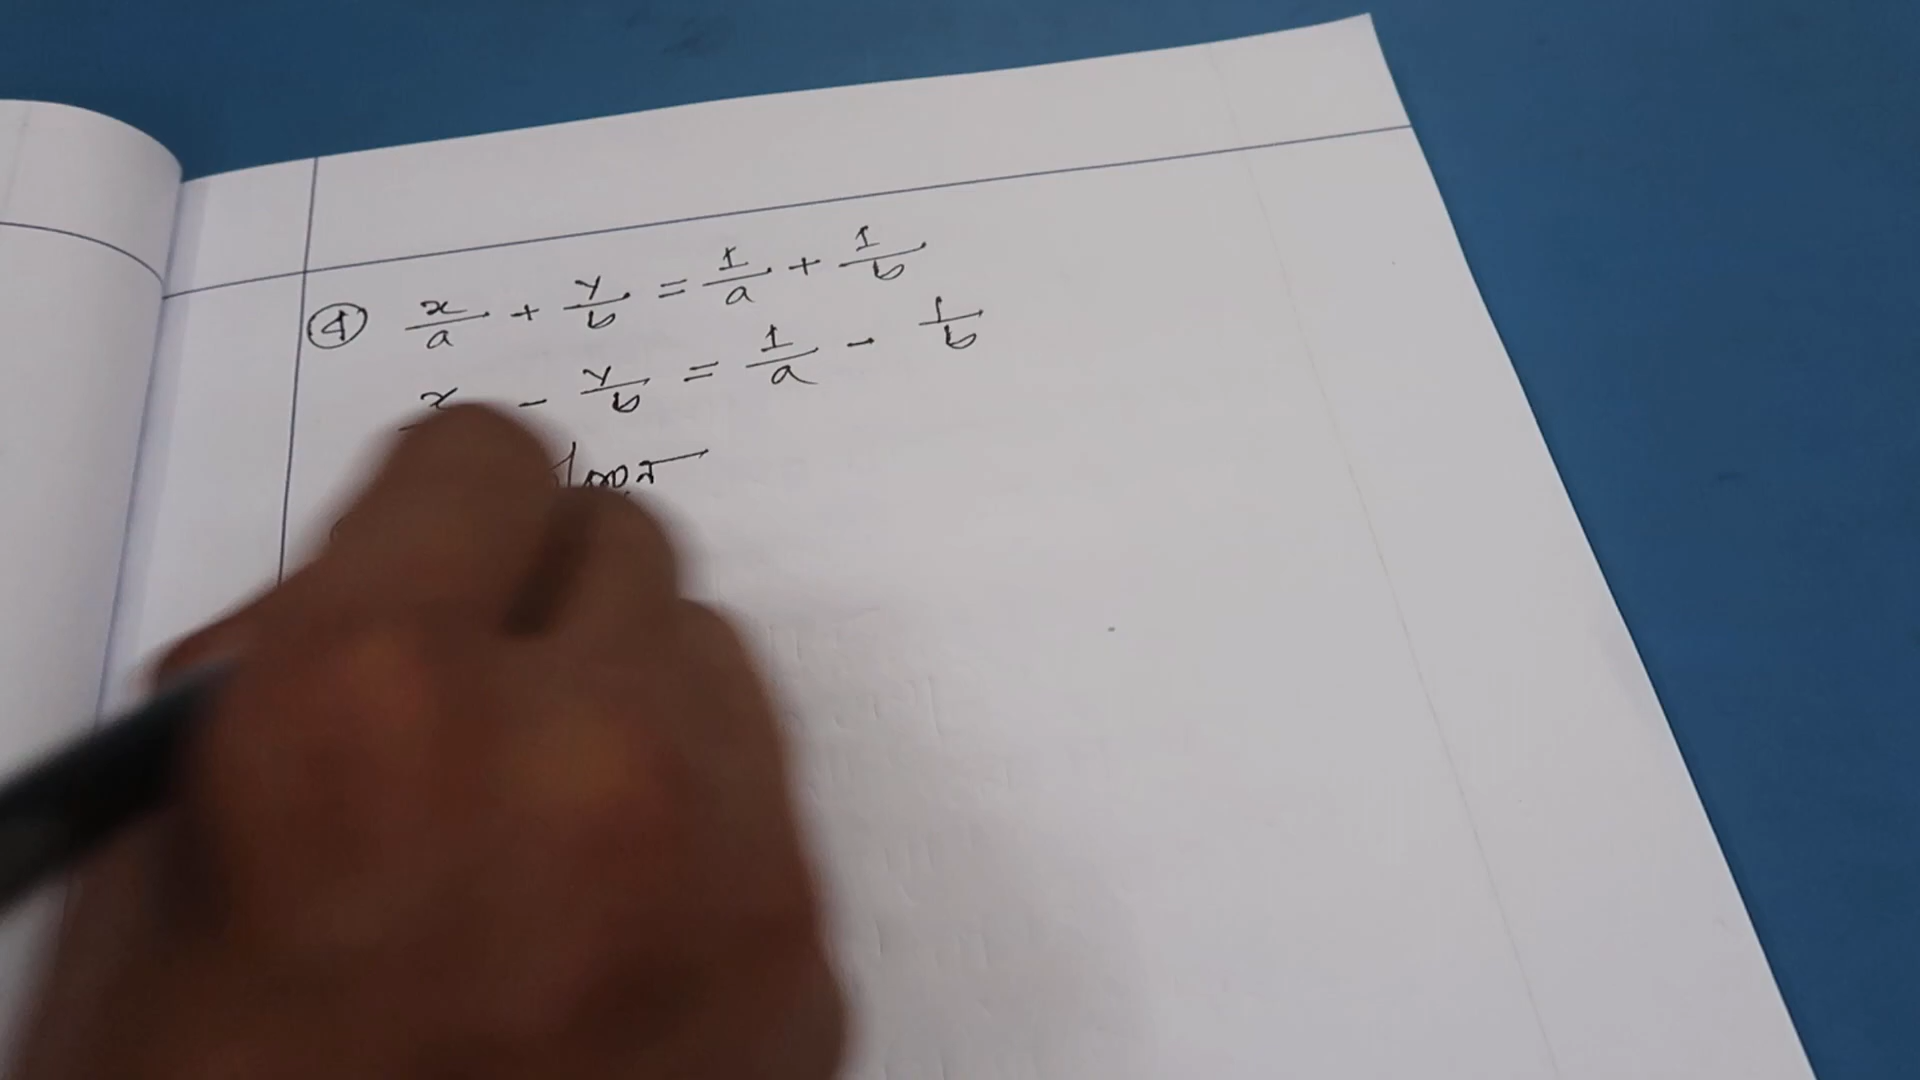 ④ x/a + y/b = 1/a + 1/b
x - y/b = 1/a - 1/b